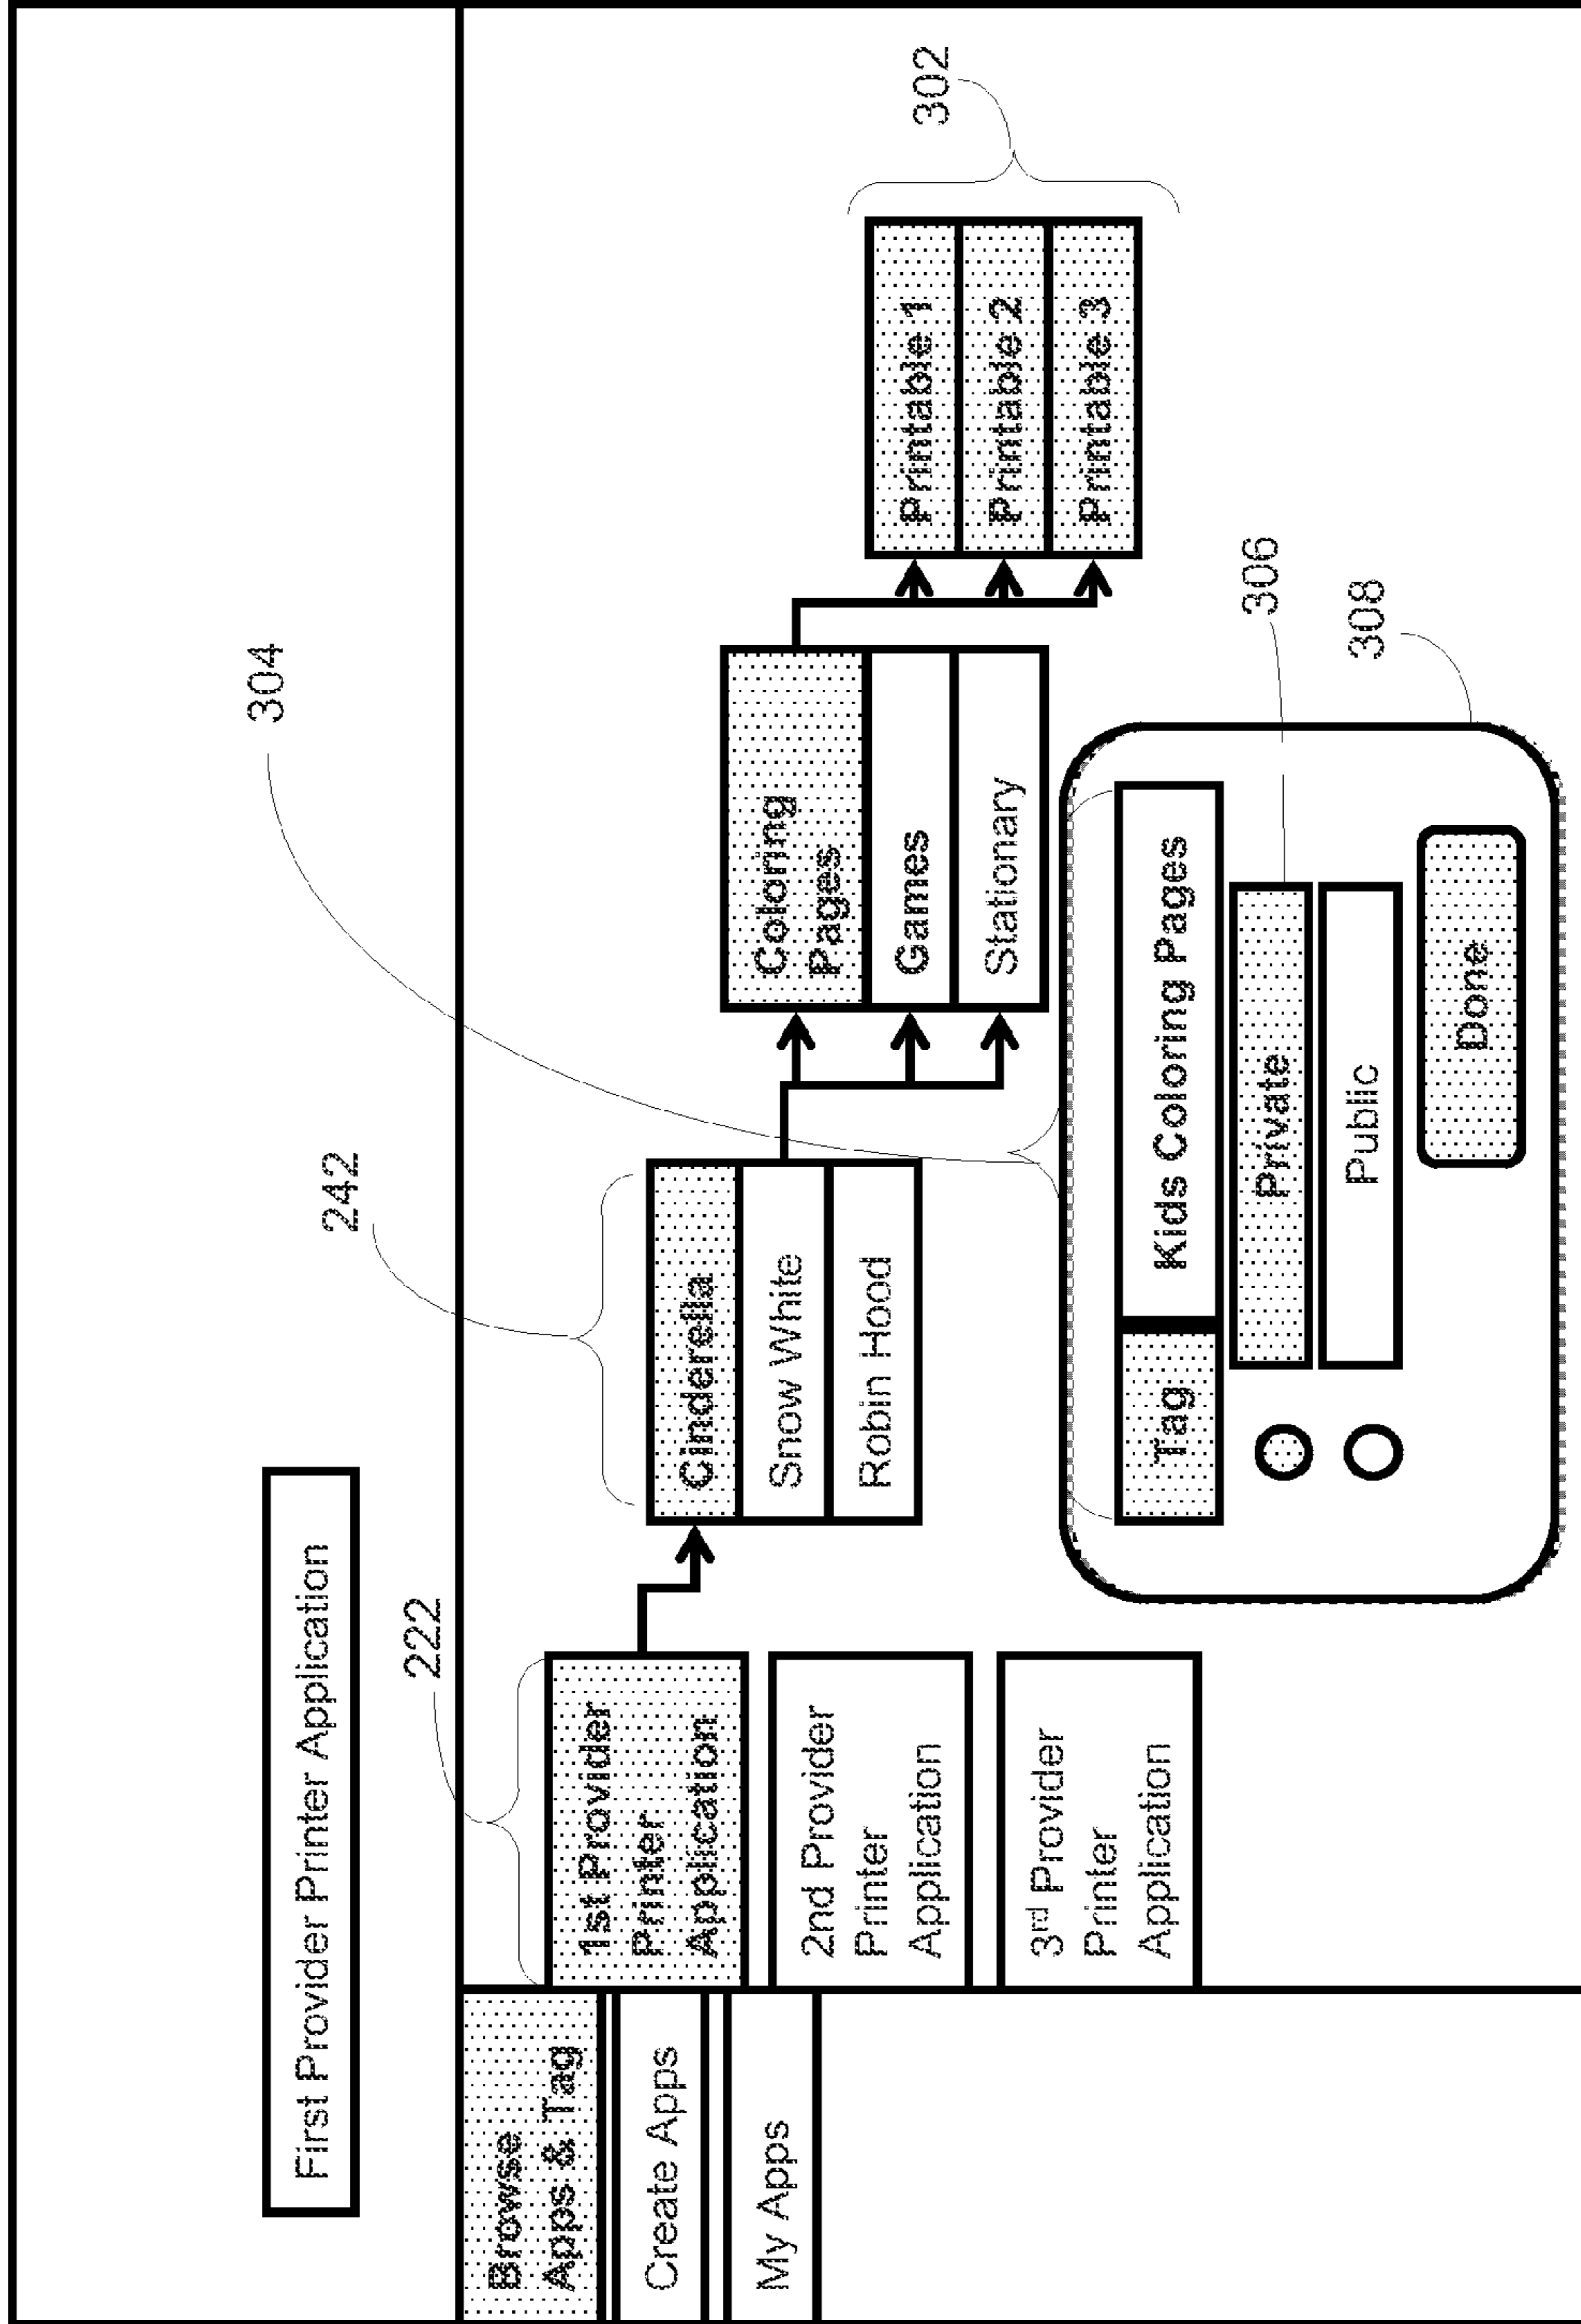 First Provider Printer Application
Browse
Apps & Tag
Create Apps
My Apps
222
1st Provider
Printer
Application
2nd Provider
Printer
Application
3rd Provider
Printer
Application
242
Cinderella
Snow White
Robin Hood
304
Coloring
Pages
Games
Stationary
302
Printable 1
Printable 2
Printable 3
Tag
Kids Coloring Pages
Private
Public
Done
306
308